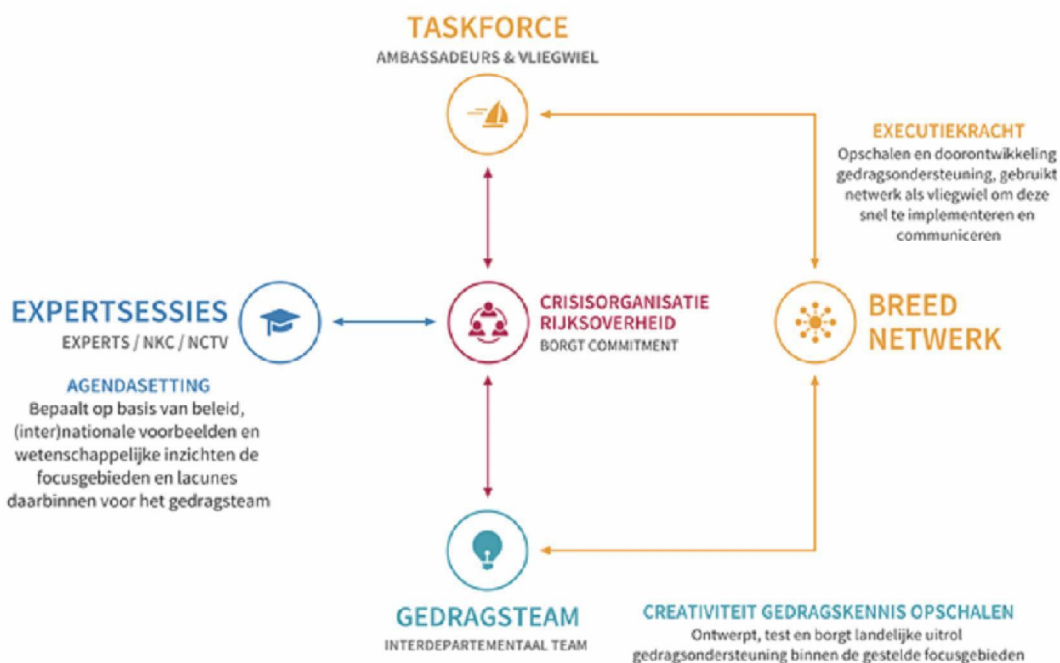 TASKFORCE
AMBASSADEURS & VLIEGWIEL
EXECUTIEKRACHT
Opschalen en doorontwikkeling
gedragsondersteuning, gebruikt
netwerk als vliegwiel om deze
snel te implementeren en
communiceren
EXPERTSESSIES
EXPERTS / NKC / NCTV
AGENDASETTING
Bepaalt op basis van beleid,
(inter)nationale voorbeelden en
wetenschappelijke inzichten de
focusgebieden en lacunes
daarbinnen voor het gedragsteam
CRISISORGANISATIE
RIJKSOVERHEID
BORGT COMMITMENT
BREED
NETWERK
GEDRAGSTEAM
INTERDEPARTEMENTAAL TEAM
CREATIVITEIT GEDRAGSKENNIS OPSCHALEN
Ontwerpt, test en borgt landelijke uitrol
gedragsondersteuning binnen de gestelde focusgebieden